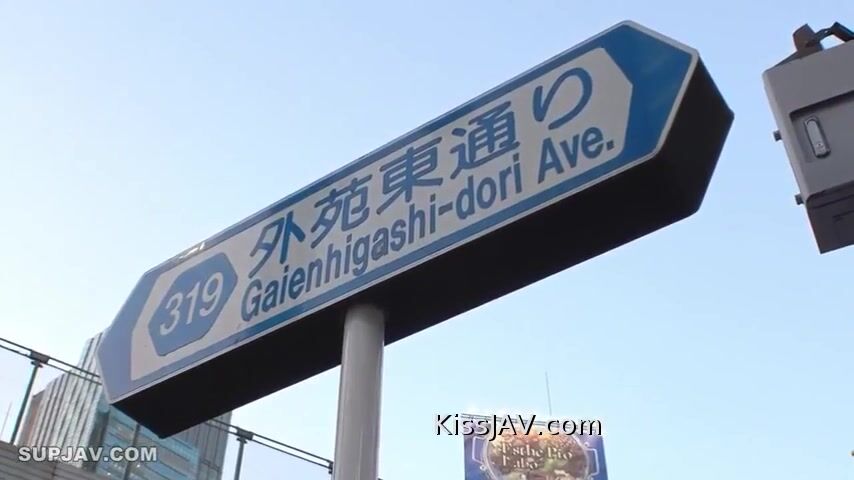 319
外苑東通り
Gaienhigashi-dori Ave.
KissJAV.com
SUPJAV.COM